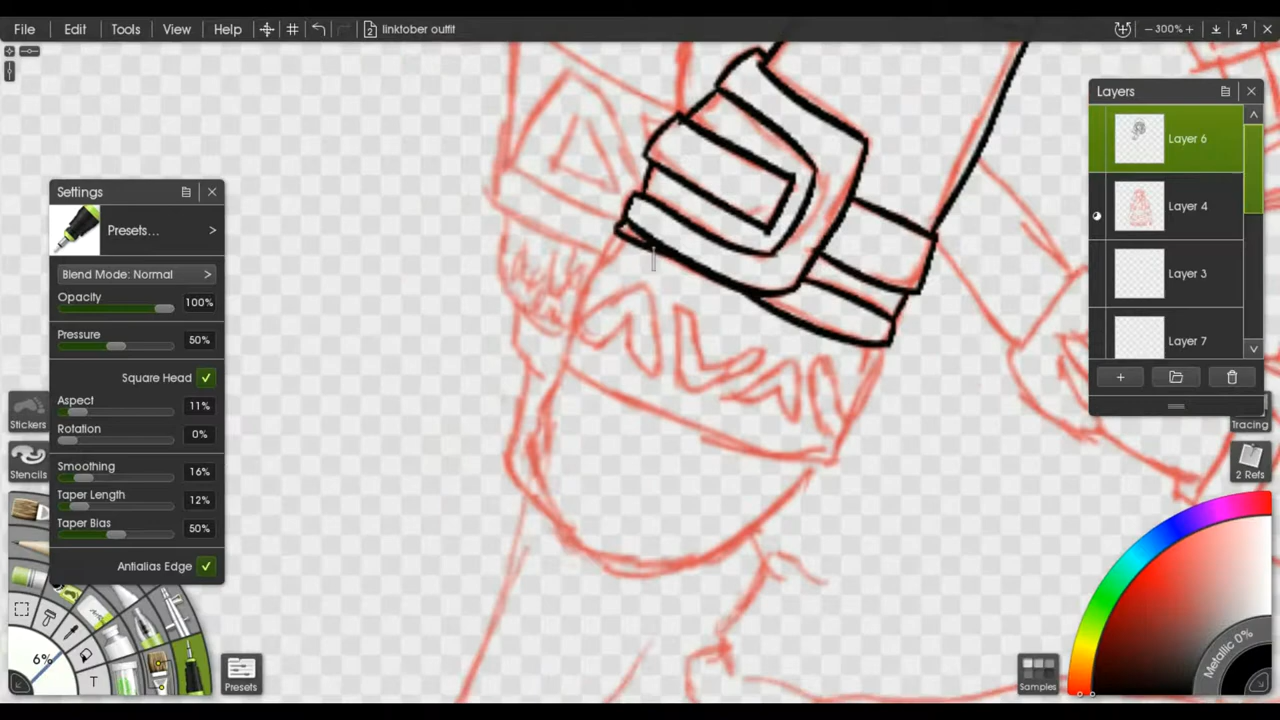 File Edit Tools View Help 2 linktober outfit 300%
Layers
Layer 6
Layer 4
Layer 3
Layer 7
Settings
Presets... >
Blend Mode: Normal >
Opacity 100%
Pressure 50%
Square Head
Aspect 11%
Rotation 0%
Smoothing 16%
Taper Length 12%
Taper Bias 50%
Antialias Edge
Stickers
Stencils
6%
T
Presets
Tracing
2 Refs
Samples
Metallic 0%